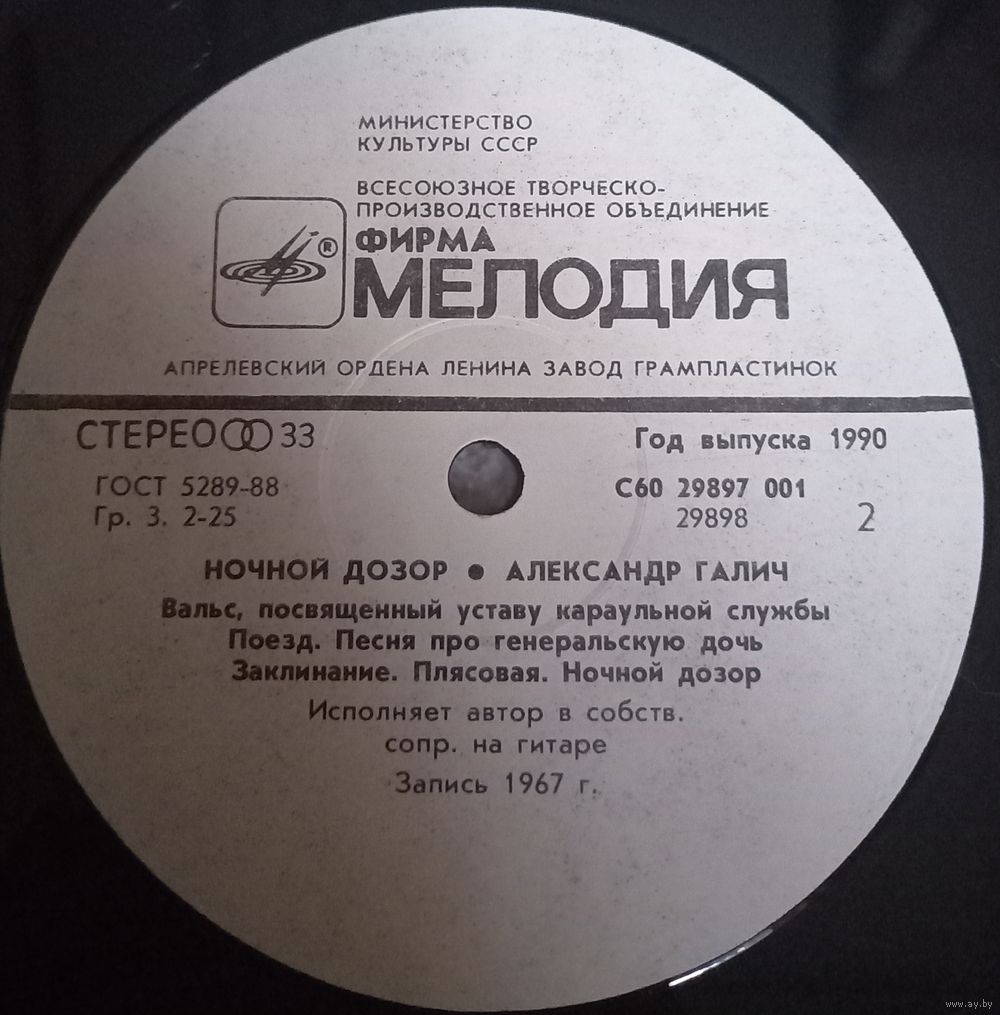 МИНИСТЕРСТВО
КУЛЬТУРЫ СССР
ВСЕСОЮЗНОЕ ТВОРЧЕСКО-
ПРОИЗВОДСТВЕННОЕ ОБЪЕДИНЕНИЕ
®
ФИРМА
МЕЛОДИЯ
АПРЕЛЕВСКИЙ ОРДЕНА ЛЕНИНА ЗАВОД ГРАМПЛАСТИНОК
СТЕРЕО 33
Год выпуска 1990
ГОСТ 5289-88
С60 29897 001
Гр. 3. 2-25
29898
2
НОЧНОЙ ДОЗОР ● АЛЕКСАНДР ГАЛИЧ
Вальс, посвященный уставу караульной службы
Поезд. Песня про генеральскую дочь
Заклинание. Плясовая. Ночной дозор
Исполняет автор в собств.
сопр. на гитаре
Запись 1967 г.
www.ay.by